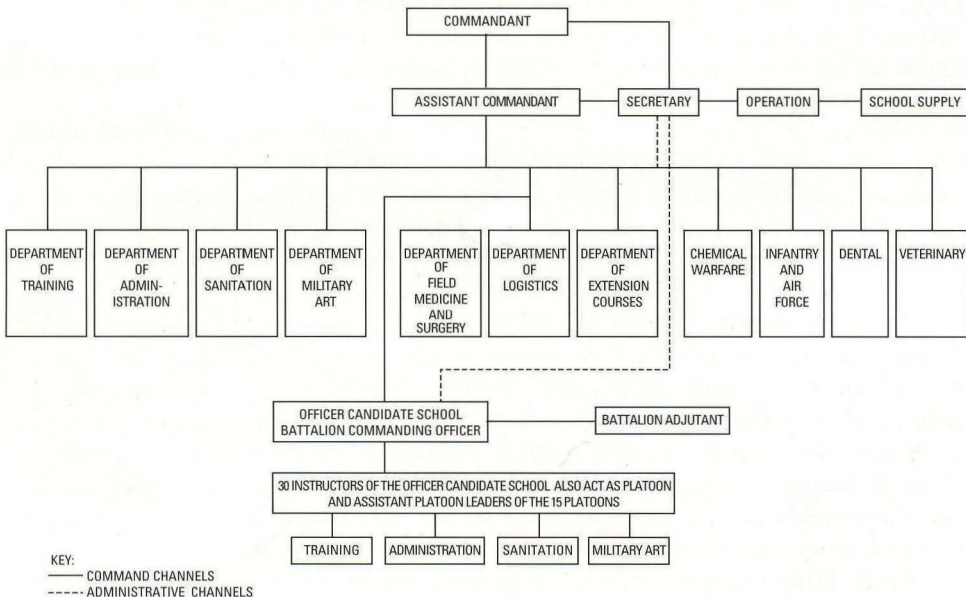 COMMANDANT
ASSISTANT COMMANDANT
SECRETARY
OPERATION
SCHOOL SUPPLY
DEPARTMENT
OF
TRAINING
DEPARTMENT
OF
ADMIN-
ISTRATION
DEPARTMENT
OF
SANITATION
DEPARTMENT
OF
MILITARY
ART
DEPARTMENT
OF
FIELD
MEDICINE
AND
SURGERY
DEPARTMENT
OF
LOGISTICS
DEPARTMENT
OF
EXTENSION
COURSES
CHEMICAL
WARFARE
INFANTRY
AND
AIR
FORCE
DENTAL
VETERINARY
OFFICER CANDIDATE SCHOOL
BATTALION COMMANDING OFFICER
BATTALION ADJUTANT
30 INSTRUCTORS OF THE OFFICER CANDIDATE SCHOOL ALSO ACT AS PLATOON
AND ASSISTANT PLATOON LEADERS OF THE 15 PLATOONS
TRAINING
ADMINISTRATION
SANITATION
MILITARY ART
KEY:
COMMAND CHANNELS
ADMINISTRATIVE CHANNELS